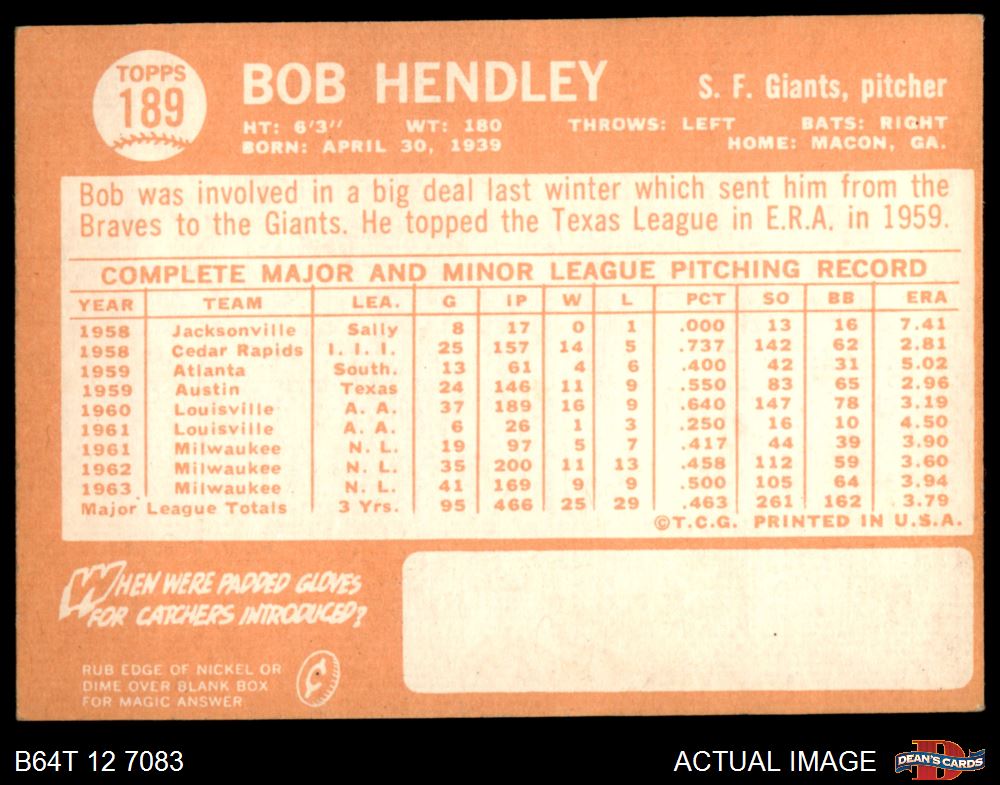 TOPPS
189
BOB HENDLEY
S. F. Giants, pitcher
HT: 6'3" WT: 180 THROWS: LEFT BATS: RIGHT
BORN: APRIL 30, 1939 HOME: MACON, GA.
Bob was involved in a big deal last winter which sent him from the
Braves to the Giants. He topped the Texas League in E.R.A. in 1959.
COMPLETE MAJOR AND MINOR LEAGUE PITCHING RECORD
YEAR TEAM LEA. G IP W L PCT SO BB ERA
1958 Jacksonville Sally 8 17 0 1 .000 13 16 7.41
1958 Cedar Rapids I. I. I. 25 157 14 5 .737 142 62 2.81
1959 Atlanta South. 13 61 4 6 .400 42 31 5.02
1959 Austin Texas 24 146 11 9 .550 83 65 2.96
1960 Louisville A. A. 37 189 16 9 .640 147 78 3.19
1961 Louisville A. A. 6 26 1 3 .250 16 10 4.50
1961 Milwaukee N. L. 19 97 5 7 .417 44 39 3.90
1962 Milwaukee N. L. 35 200 11 13 .458 112 59 3.60
1963 Milwaukee N. L. 41 169 9 9 .500 105 64 3.94
Major League Totals 3 Yrs. 95 466 25 29 .463 261 162 3.79
©T.C.G. PRINTED IN U.S.A.
WHEN WERE PADDED GLOVES
FOR CATCHERS INTRODUCED?
RUB EDGE OF NICKEL OR
DIME OVER BLANK BOX
FOR MAGIC ANSWER
B64T 12 7083
ACTUAL IMAGE
DEAN'S CARDS